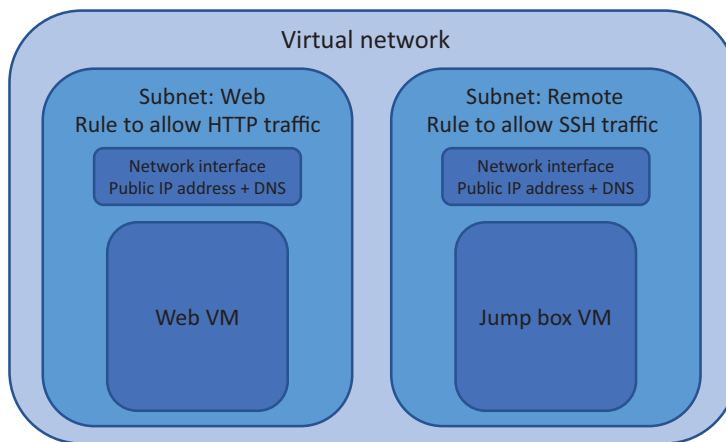 Virtual network
Subnet: Web
Rule to allow HTTP traffic
Network interface
Public IP address + DNS
Web VM
Subnet: Remote
Rule to allow SSH traffic
Network interface
Public IP address + DNS
Jump box VM